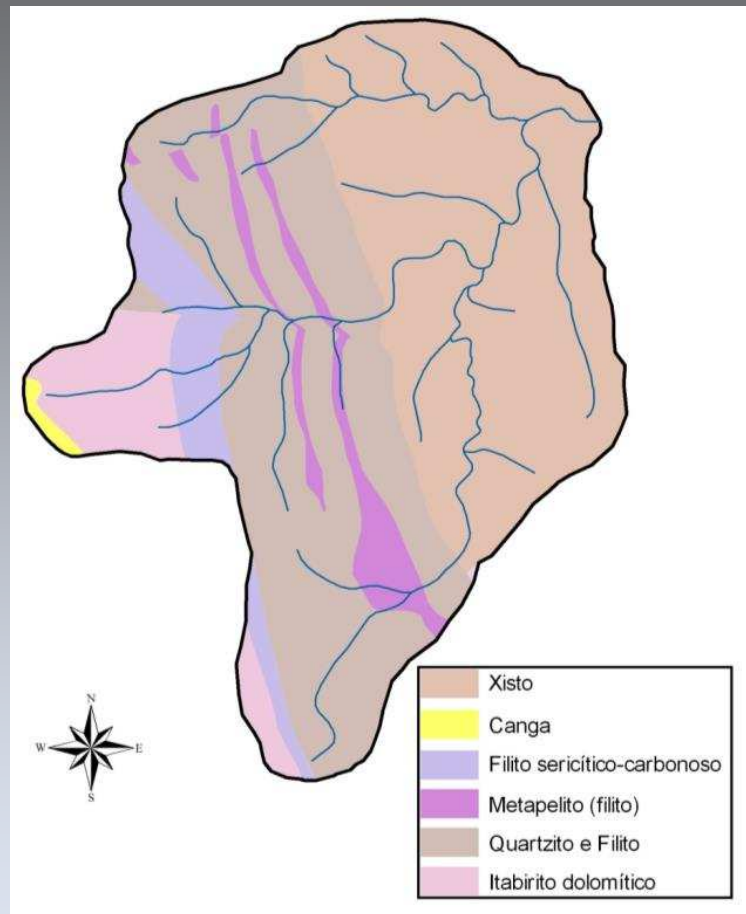 N
W E
S
Xisto
Canga
Filito sericítico-carbonoso
Metapelito (filito)
Quartzito e Filito
Itabirito dolomítico